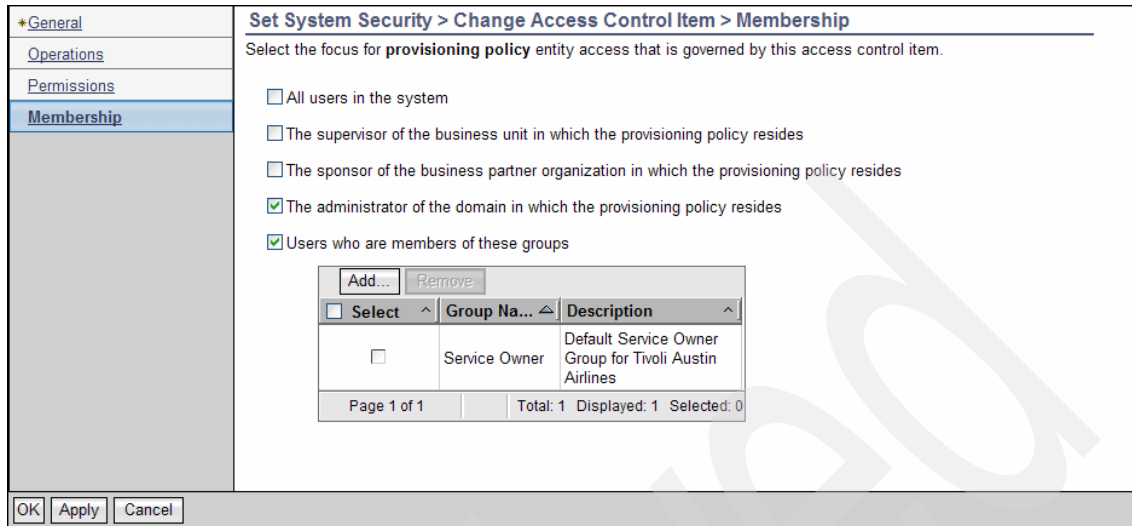 *General
Operations
Permissions
Membership
Set System Security > Change Access Control Item > Membership
Select the focus for provisioning policy entity access that is governed by this access control item.
All users in the system
The supervisor of the business unit in which the provisioning policy resides
The sponsor of the business partner organization in which the provisioning policy resides
The administrator of the domain in which the provisioning policy resides
Users who are members of these groups
Add... Remove
Select Group Na... Description
Service Owner Default Service Owner
Group for Tivoli Austin
Airlines
Page 1 of 1 Total: 1 Displayed: 1 Selected: 0
OK Apply Cancel